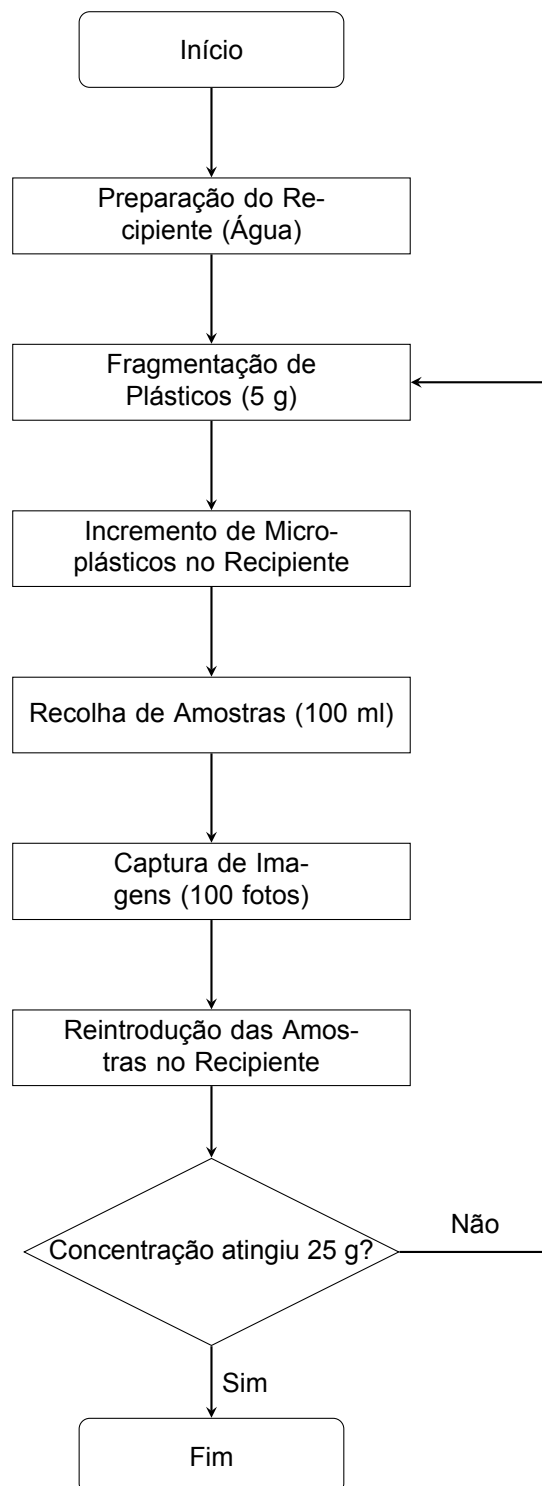 Início
Preparação do Re-
cipiente (Água)
Fragmentação de
Plásticos (5 g)
Incremento de Micro-
plásticos no Recipiente
Recolha de Amostras (100 ml)
Captura de Ima-
gens (100 fotos)
Reintrodução das Amos-
tras no Recipiente
Concentração atingiu 25 g?
Não
Sim
Fim